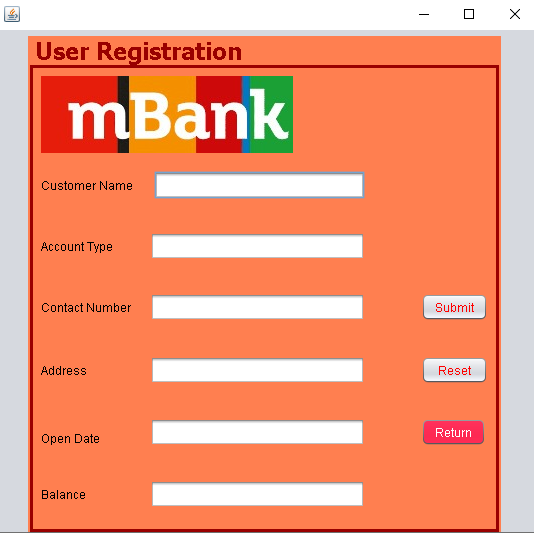 User Registration
mBank
Customer Name
Account Type
Contact Number
Submit
Address
Reset
Open Date
Return
Balance